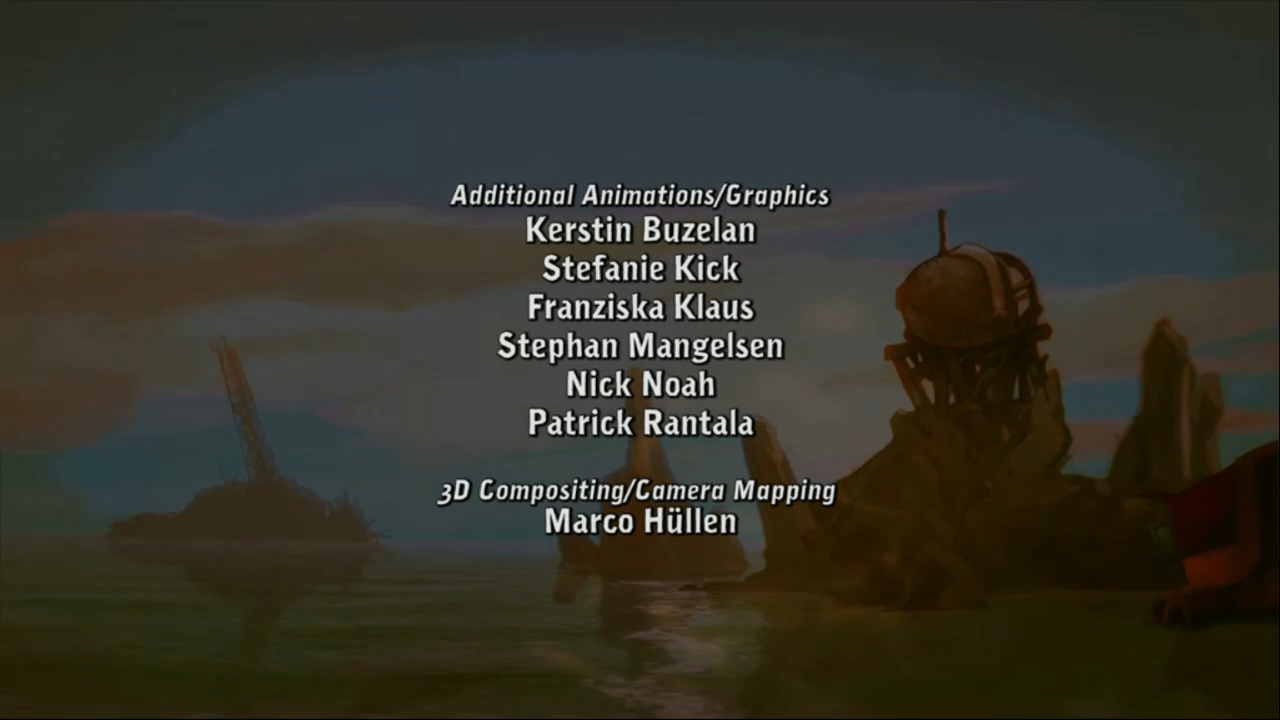 Additional Animations/Graphics
Kerstin Buzelan
Stefanie Kick
Franziska Klaus
Stephan Mangelsen
Nick Noah
Patrick Rantala
3D Compositing/Camera Mapping
Marco Hüllen